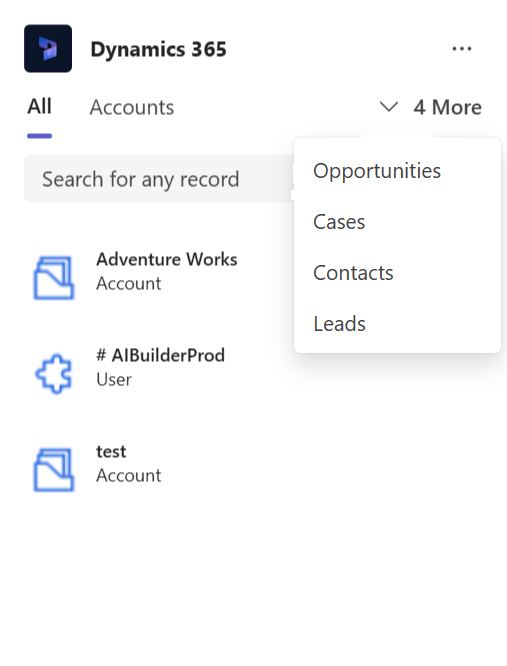 Dynamics 365
All
Accounts
4 More
Search for any record
Opportunities
Cases
Contacts
Leads
Adventure Works
Account
# AIBuilderProd
User
test
Account